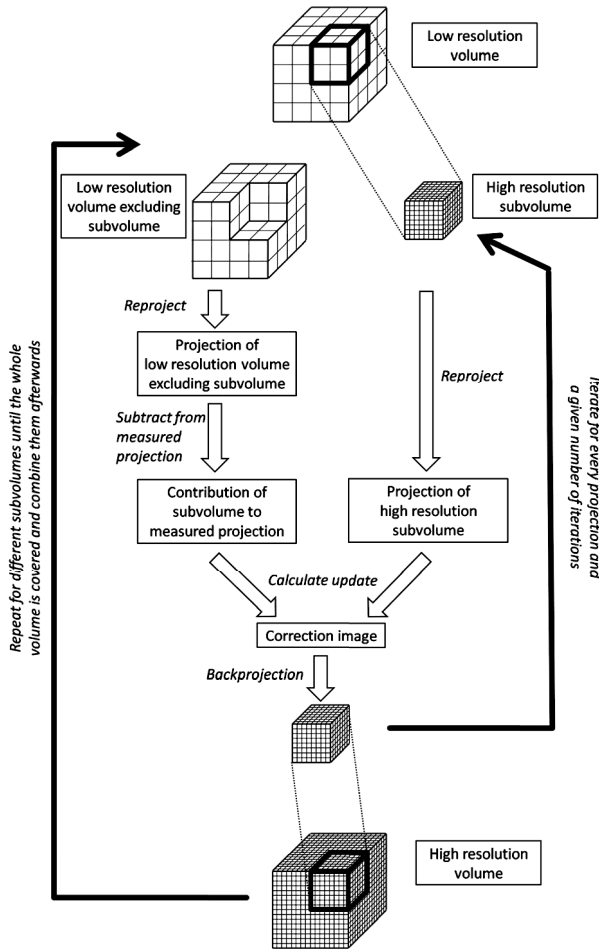 Low resolution
volume
Low resolution
volume excluding
subvolume
High resolution
subvolume
Reproject
Projection of
low resolution volume
excluding subvolume
Reproject
Subtract from
measured
projection
Contribution of
subvolume to
measured projection
Projection of
high resolution
subvolume
Calculate update
Correction image
Backprojection
High resolution
volume
Repeat for different subvolumes until the whole
volume is covered and combine them afterwards
Iterate for every projection and
a given number of iterations